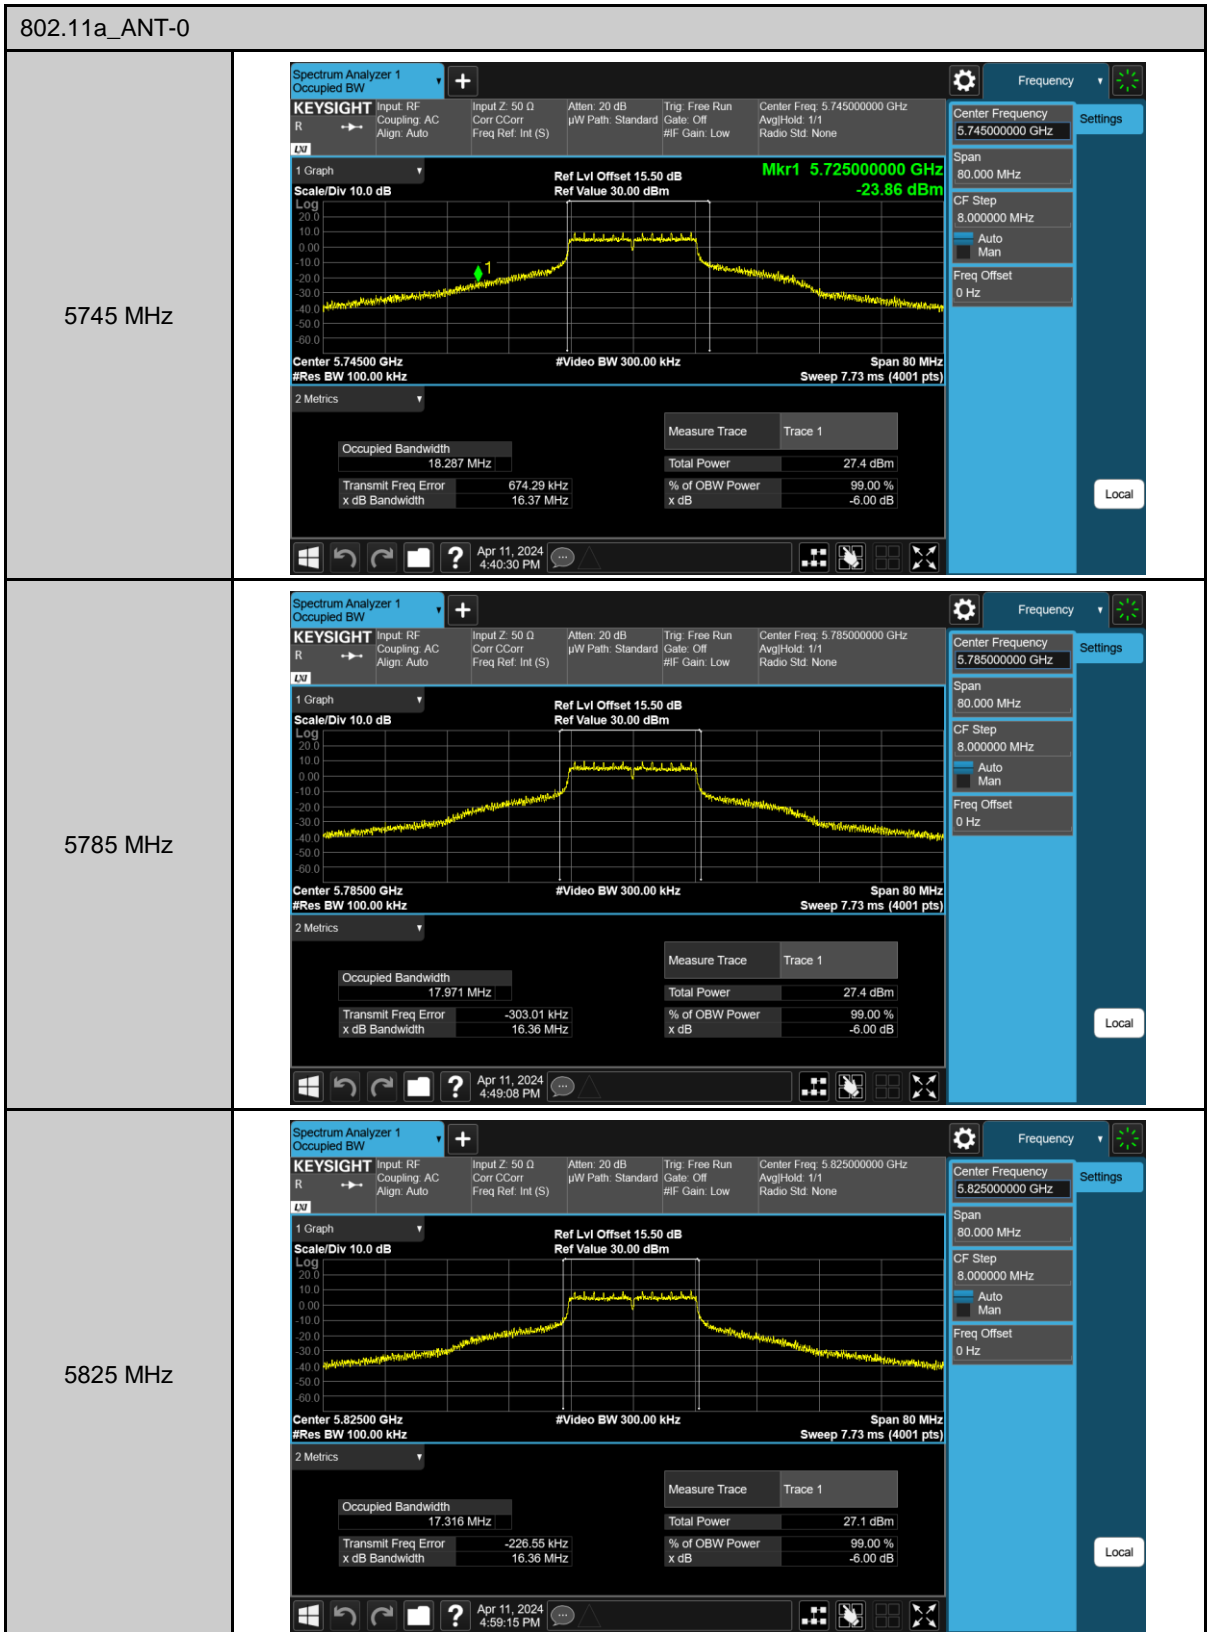 802.11a_ANT-0
5745 MHz
Spectrum Analyzer 1
Occupied BW
Frequency
KEYSIGHT
R
LXI
Input: RF
Coupling: AC
Align: Auto
Input Z: 50 Ω
Corr CCorr
Freq Ref: Int (S)
Atten: 20 dB
µW Path: Standard
Trig: Free Run
Gate: Off
#IF Gain: Low
Center Freq: 5.745000000 GHz
Avg|Hold: 1/1
Radio Std: None
Center Frequency
5.745000000 GHz
Settings
Span
80.000 MHz
CF Step
8.000000 MHz
Auto
Man
Freq Offset
0 Hz
Local
1 Graph
Scale/Div 10.0 dB
Ref Lvl Offset 15.50 dB
Ref Value 30.00 dBm
Mkr1 5.725000000 GHz
-23.86 dBm
Log
20.0
10.0
0.00
-10.0
-20.0
-30.0
-40.0
-50.0
-60.0
1
Center 5.74500 GHz
#Video BW 300.00 kHz
Span 80 MHz
#Res BW 100.00 kHz
Sweep 7.73 ms (4001 pts)
2 Metrics
Measure Trace Trace 1
Occupied Bandwidth
18.287 MHz
Total Power 27.4 dBm
Transmit Freq Error 674.29 kHz
% of OBW Power 99.00 %
x dB Bandwidth 16.37 MHz
x dB -6.00 dB
Apr 11, 2024
4:40:30 PM
5785 MHz
Spectrum Analyzer 1
Occupied BW
Frequency
KEYSIGHT
R
LXI
Input: RF
Coupling: AC
Align: Auto
Input Z: 50 Ω
Corr CCorr
Freq Ref: Int (S)
Atten: 20 dB
µW Path: Standard
Trig: Free Run
Gate: Off
#IF Gain: Low
Center Freq: 5.785000000 GHz
Avg|Hold: 1/1
Radio Std: None
Center Frequency
5.785000000 GHz
Settings
Span
80.000 MHz
CF Step
8.000000 MHz
Auto
Man
Freq Offset
0 Hz
Local
1 Graph
Scale/Div 10.0 dB
Ref Lvl Offset 15.50 dB
Ref Value 30.00 dBm
Log
20.0
10.0
0.00
-10.0
-20.0
-30.0
-40.0
-50.0
-60.0
Center 5.78500 GHz
#Video BW 300.00 kHz
Span 80 MHz
#Res BW 100.00 kHz
Sweep 7.73 ms (4001 pts)
2 Metrics
Measure Trace Trace 1
Occupied Bandwidth
17.971 MHz
Total Power 27.4 dBm
Transmit Freq Error -303.01 kHz
% of OBW Power 99.00 %
x dB Bandwidth 16.36 MHz
x dB -6.00 dB
Apr 11, 2024
4:49:08 PM
5825 MHz
Spectrum Analyzer 1
Occupied BW
Frequency
KEYSIGHT
R
LXI
Input: RF
Coupling: AC
Align: Auto
Input Z: 50 Ω
Corr CCorr
Freq Ref: Int (S)
Atten: 20 dB
µW Path: Standard
Trig: Free Run
Gate: Off
#IF Gain: Low
Center Freq: 5.825000000 GHz
Avg|Hold: 1/1
Radio Std: None
Center Frequency
5.825000000 GHz
Settings
Span
80.000 MHz
CF Step
8.000000 MHz
Auto
Man
Freq Offset
0 Hz
Local
1 Graph
Scale/Div 10.0 dB
Ref Lvl Offset 15.50 dB
Ref Value 30.00 dBm
Log
20.0
10.0
0.00
-10.0
-20.0
-30.0
-40.0
-50.0
-60.0
Center 5.82500 GHz
#Video BW 300.00 kHz
Span 80 MHz
#Res BW 100.00 kHz
Sweep 7.73 ms (4001 pts)
2 Metrics
Measure Trace Trace 1
Occupied Bandwidth
17.316 MHz
Total Power 27.1 dBm
Transmit Freq Error -226.55 kHz
% of OBW Power 99.00 %
x dB Bandwidth 16.36 MHz
x dB -6.00 dB
Apr 11, 2024
4:59:15 PM